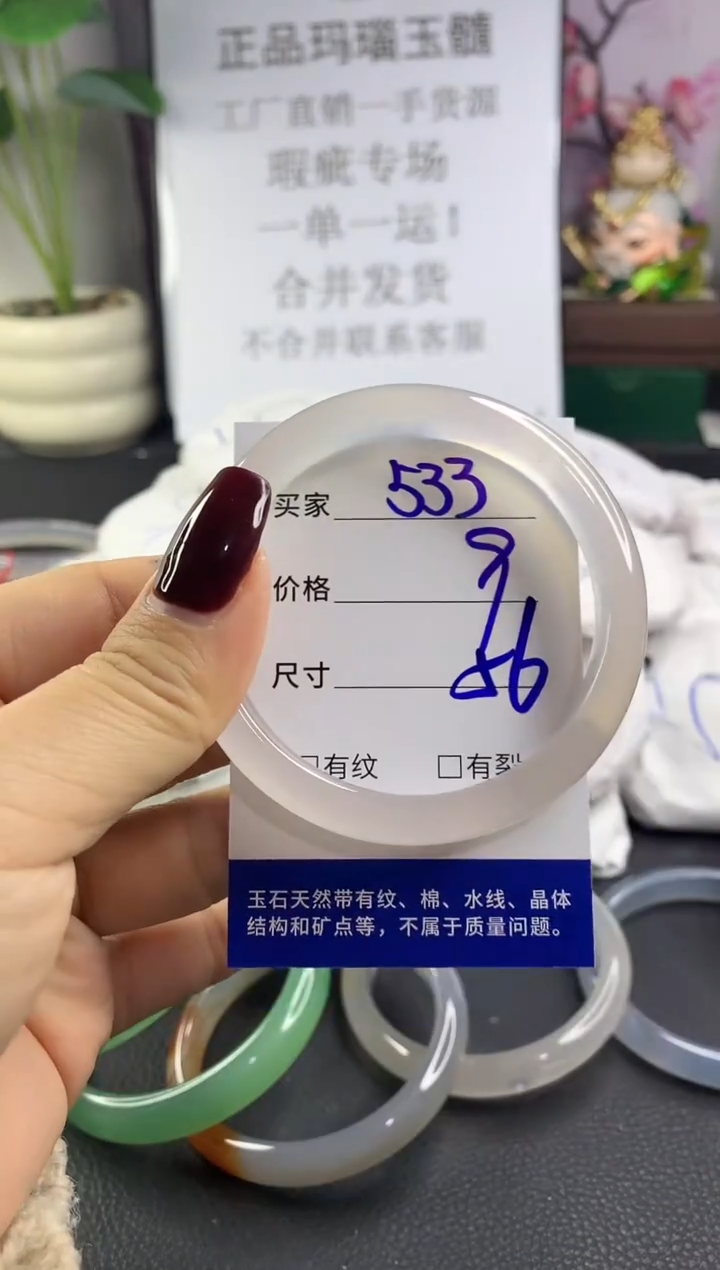 正品玛瑙玉髓
工厂直销一手货源
瑕疵专场
一单一运！
合并发货
不合并联系客服
买家 533
价格
尺寸 56
□有纹 □有裂
玉石天然带有纹、棉、水线、晶体
结构和矿点等，不属于质量问题。